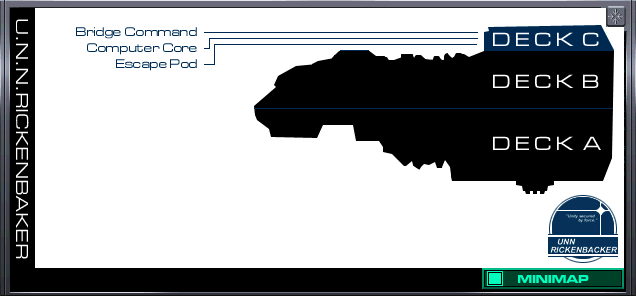 U.N.N.RICKENBAKER
Bridge Command
Computer Core
Escape Pod
DECK C
DECK B
DECK A
"Unity secured
by force."
UNN
RICKENBACKER
MINIMAP